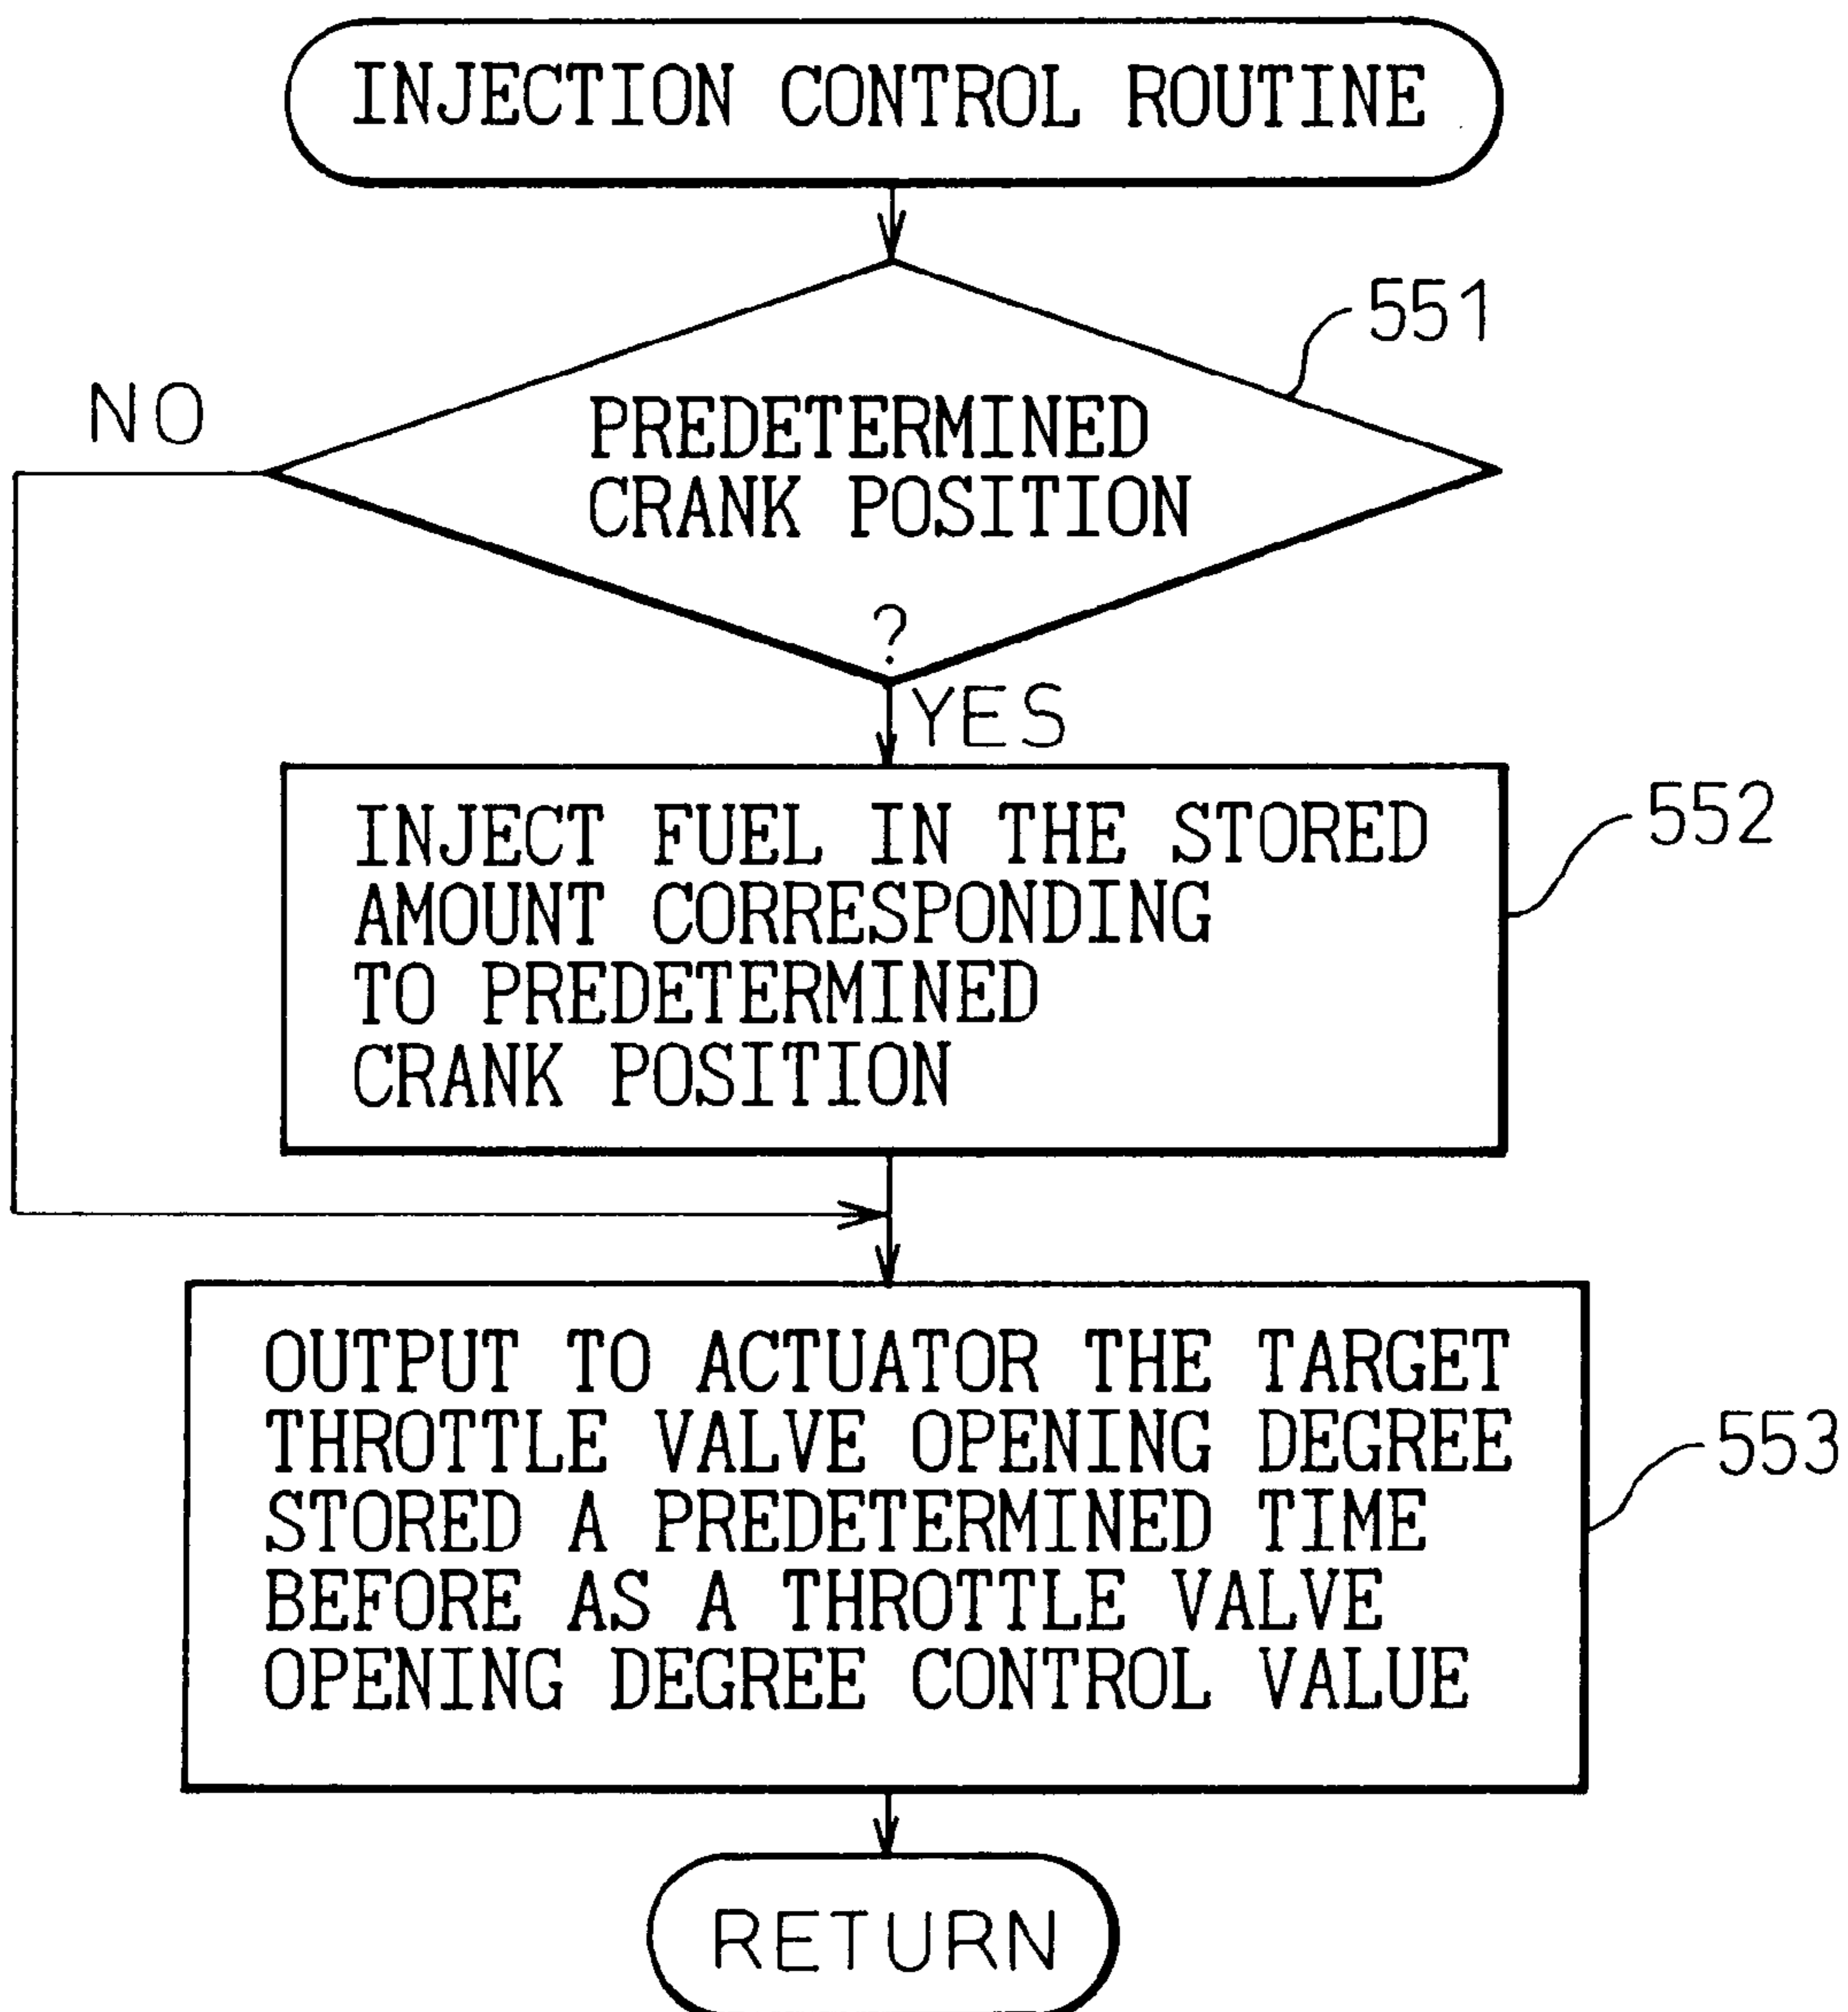 INJECTION CONTROL ROUTINE
551
NO
PREDETERMINED
CRANK POSITION
?
YES
552
INJECT FUEL IN THE STORED
AMOUNT CORRESPONDING
TO PREDETERMINED
CRANK POSITION
OUTPUT TO ACTUATOR THE TARGET
THROTTLE VALVE OPENING DEGREE
553
STORED A PREDETERMINED TIME
BEFORE AS A THROTTLE VALVE
OPENING DEGREE CONTROL VALUE
RETURN